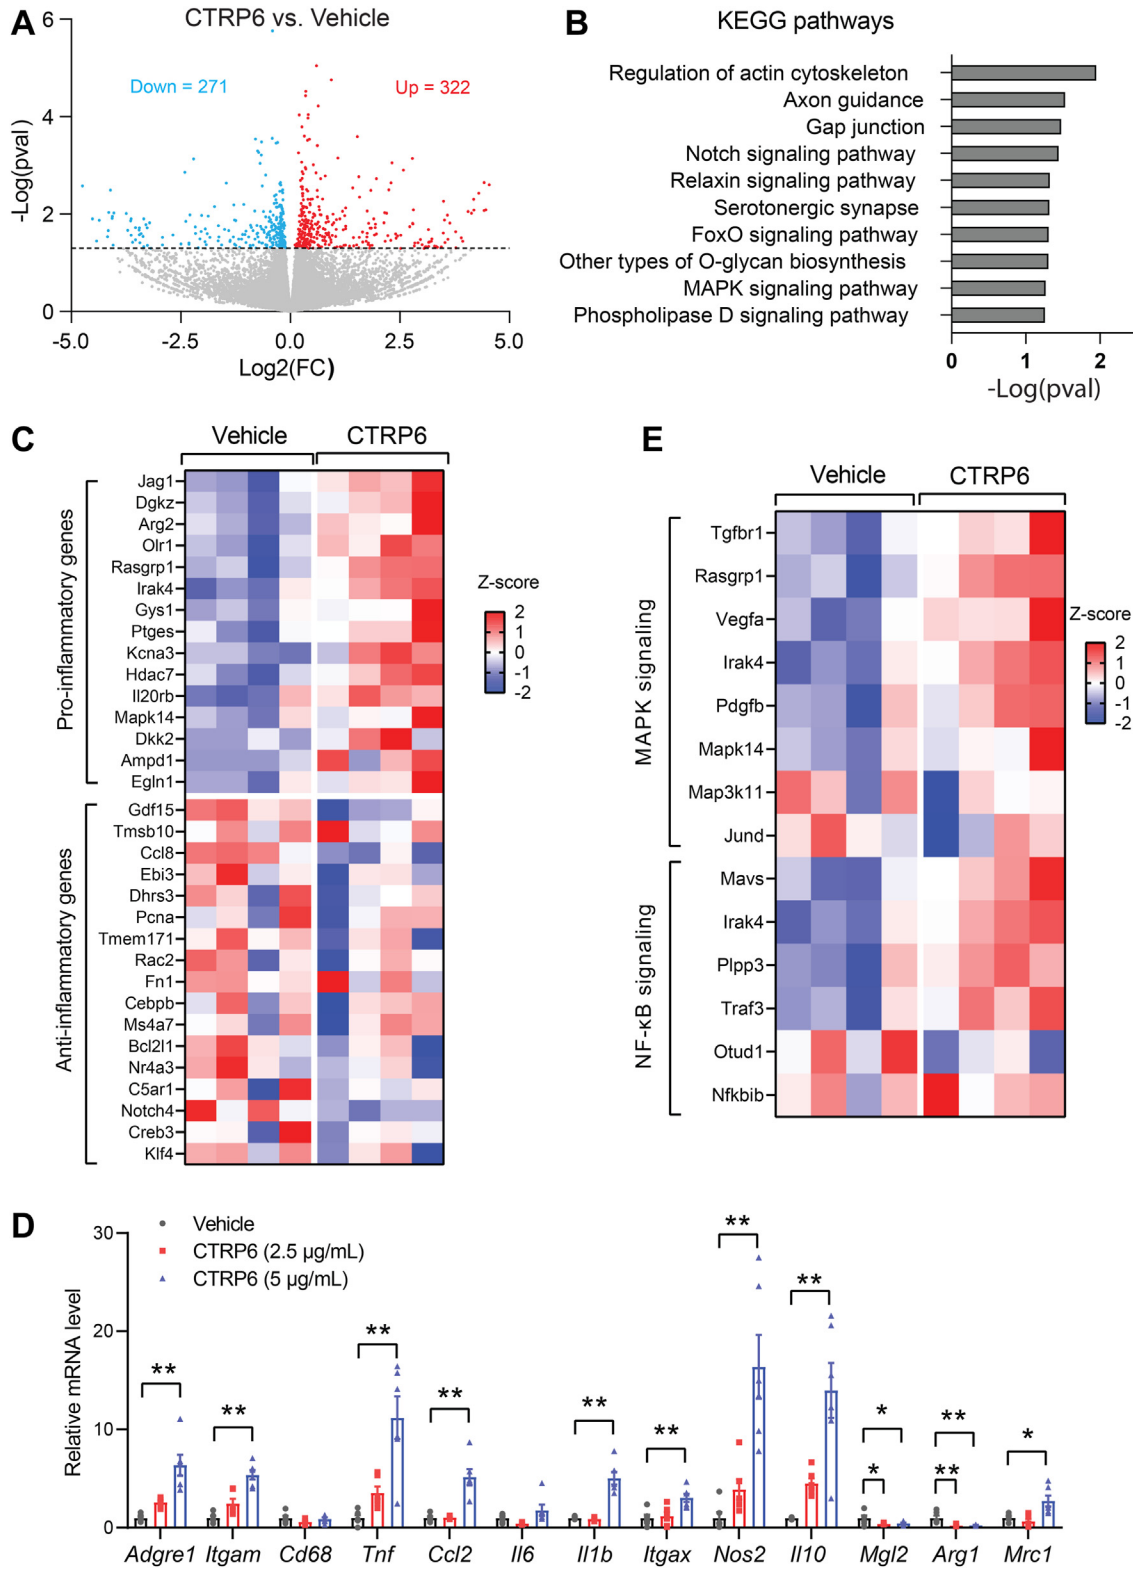 A
CTRP6 vs. Vehicle
-Log(pval)
6
4
2
0
Down = 271
Up = 322
-5.0 -2.5 0.0 2.5 5.0
Log2(FC)
B
KEGG pathways
Regulation of actin cytoskeleton
Axon guidance
Gap junction
Notch signaling pathway
Relaxin signaling pathway
Serotonergic synapse
FoxO signaling pathway
Other types of O-glycan biosynthesis
MAPK signaling pathway
Phospholipase D signaling pathway
0 1 2
-Log(pval)
C
Vehicle CTRP6
Pro-inflammatory genes
Jag1
Dgkz
Arg2
Olr1
Rasgrp1
Irak4
Gys1
Ptges
Kcna3
Hdac7
Il20rb
Mapk14
Dkk2
Ampd1
Egln1
Anti-inflammatory genes
Gdf15
Tmsb10
Ccl8
Ebi3
Dhrs3
Pcna
Tmem171
Rac2
Fn1
Cebpb
Ms4a7
Bcl2l1
Nr4a3
C5ar1
Notch4
Creb3
Klf4
Z-score
2
1
0
-1
-2
E
Vehicle CTRP6
MAPK signaling
Tgfbr1
Rasgrp1
Vegfa
Irak4
Pdgfb
Mapk14
Map3k11
Jund
NF-κB signaling
Mavs
Irak4
Plpp3
Traf3
Otud1
Nfkbib
Z-score
2
1
0
-1
-2
D
Vehicle
CTRP6 (2.5 µg/mL)
CTRP6 (5 µg/mL)
Relative mRNA level
30
20
10
0
** ** ** ** ** ** ** ** * * ** ** *
Adgre1 Itgam Cd68 Tnf Ccl2 Il6 Il1b Itgax Nos2 Il10 Mgl2 Arg1 Mrc1